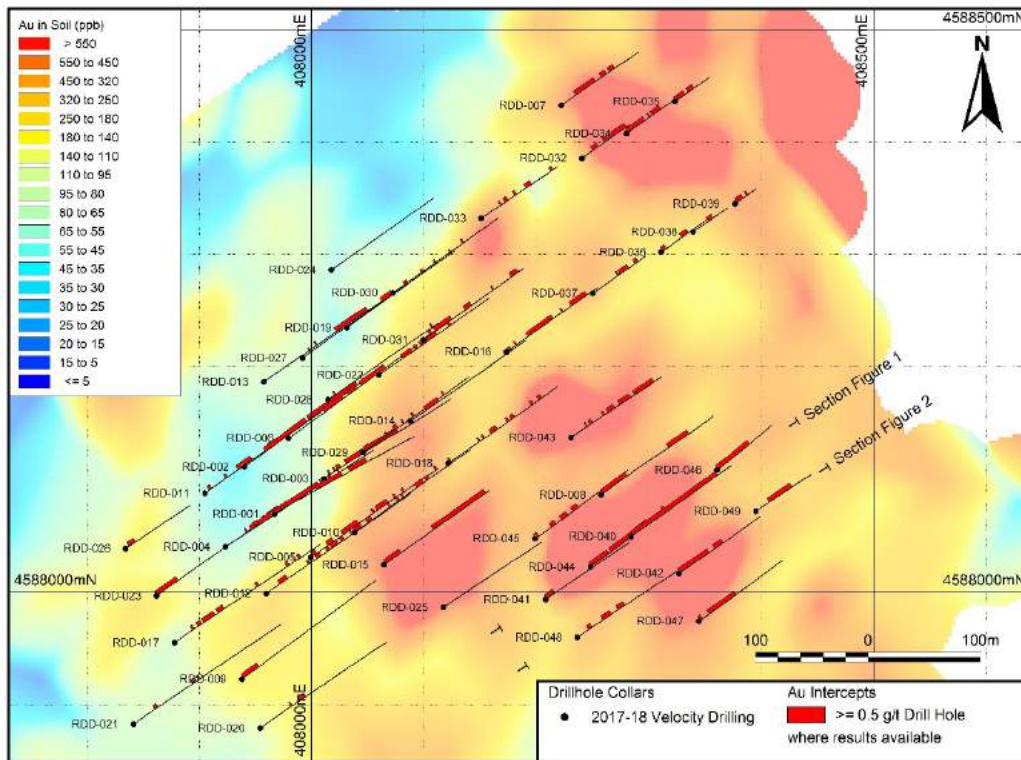 Au in Soil (ppb)
> 550
550 to 450
450 to 320
320 to 250
250 to 180
180 to 140
140 to 110
110 to 95
95 to 80
80 to 65
65 to 55
55 to 45
45 to 35
35 to 30
30 to 25
25 to 20
20 to 15
15 to 5
<= 5
408000mE
408500mE
4588500mN
N
RDD-007
RDD-035
RDD-034
RDD-032
RDD-039
RDD-033
RDD-038
RDD-036
RDD-024
RDD-030
RDD-037
RDD-019
RDD-031
RDD-016
RDD-027
RDD-022
RDD-013
RDD-028
Section Figure 1
RDD-014
RDD-006
RDD-043
Section Figure 2
RDD-029
RDD-018
RDD-002
RDD-046
RDD-003
RDD-011
RDD-008
RDD-049
RDD-001
RDD-010
RDD-045
RDD-040
RDD-026
RDD-004
RDD-005
RDD-015
RDD-044
RDD-042
4588000mN
4588000mN
RDD-023
RDD-012
RDD-041
RDD-025
RDD-047
RDD-048
RDD-017
100 0 100m
RDD-009
408000mE
RDD-021
RDD-020
Drillhole Collars
2017-18 Velocity Drilling
Au Intercepts
>= 0.5 g/t Drill Hole
where results available